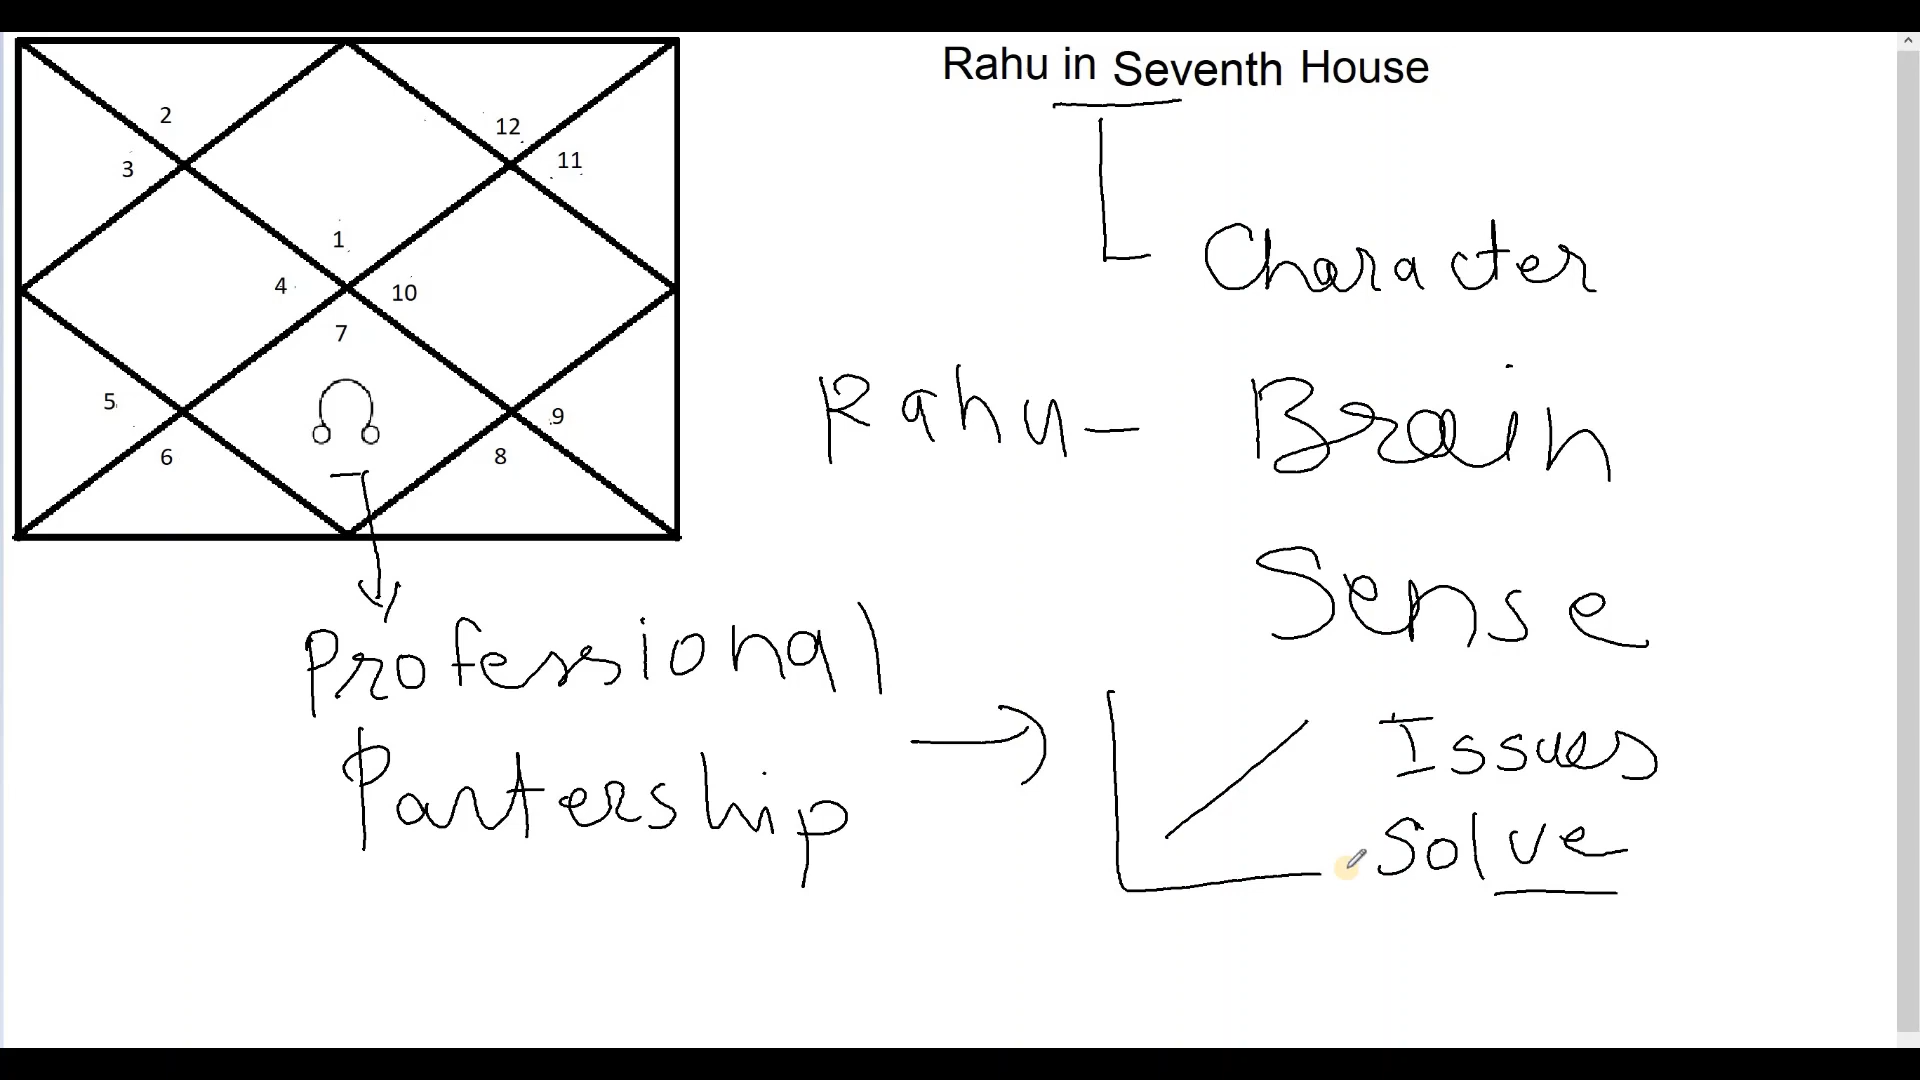 Rahu in Seventh House
2
12
3
11
1
4
10
7
5
9
6
8
Character
Rahu - Brain
Sense
Professional
Partership
Issues
Solve